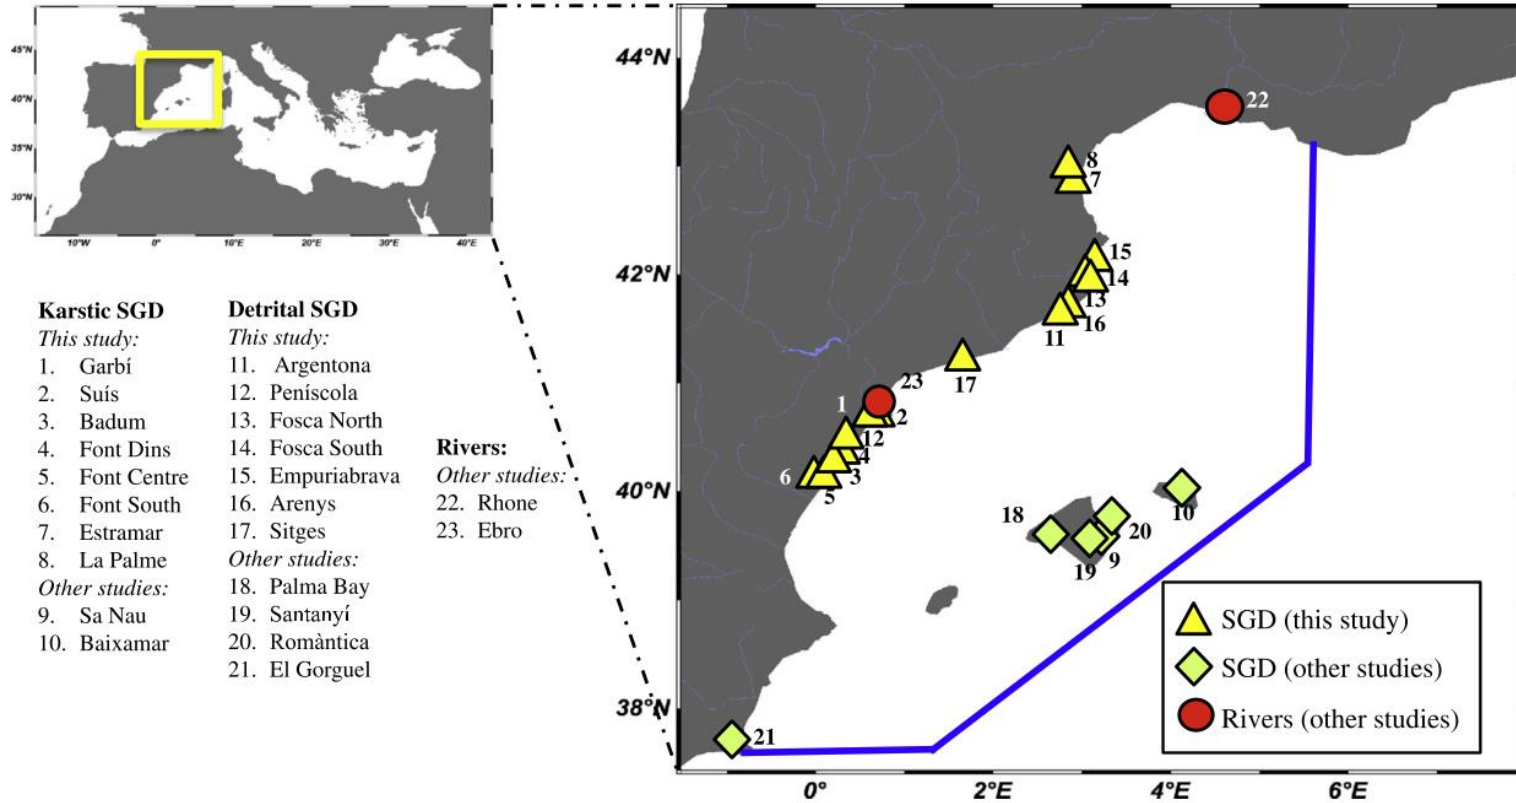 45°N
40°N
35°N
30°N
10°W 0° 10°E 20°E 30°E 40°E
Karstic SGD
This study:
1. Garbí
2. Suís
3. Badum
4. Font Dins
5. Font Centre
6. Font South
7. Estramar
8. La Palme
Other studies:
9. Sa Nau
10. Baixamar
Detrital SGD
This study:
11. Argentona
12. Peníscola
13. Fosca North
14. Fosca South
15. Empuriabrava
16. Arenys
17. Sitges
Other studies:
18. Palma Bay
19. Santanyí
20. Romàntica
21. El Gorguel
Rivers:
Other studies:
22. Rhone
23. Ebro
44°N
42°N
40°N
38°N
0° 2°E 4°E 6°E
22
8
7
15
14
13
16
11
17
23
1
2
12
4
3
6
5
18
10
20
19
9
21
SGD (this study)
SGD (other studies)
Rivers (other studies)